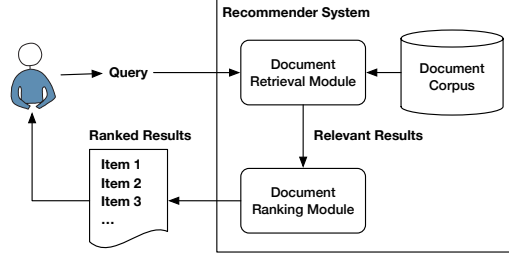 Recommender System
Query
Document
Retrieval Module
Document
Corpus
Relevant Results
Ranked Results
Item 1
Item 2
Item 3
...
Document
Ranking Module